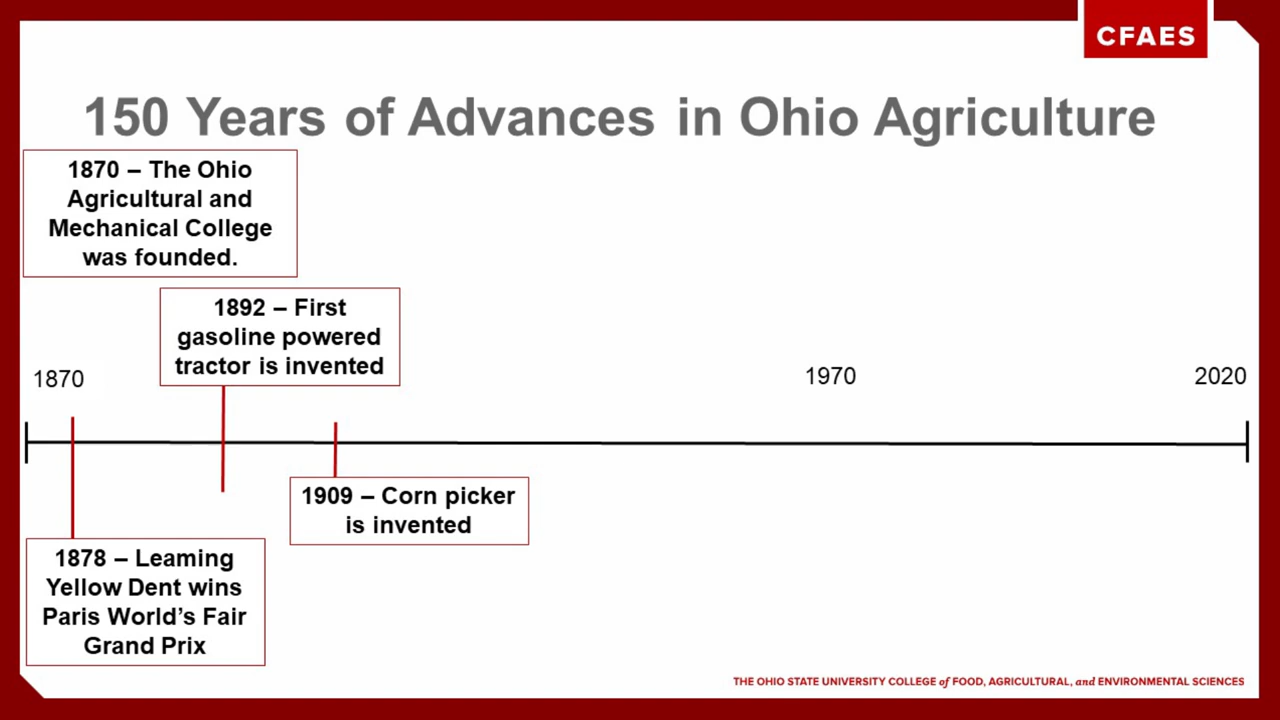 CFAES
150 Years of Advances in Ohio Agriculture
1870 – The Ohio
Agricultural and
Mechanical College
was founded.
1892 – First
gasoline powered
tractor is invented
1870
1970
2020
1909 – Corn picker
is invented
1878 – Leaming
Yellow Dent wins
Paris World’s Fair
Grand Prix
THE OHIO STATE UNIVERSITY COLLEGE of FOOD, AGRICULTURAL, and ENVIRONMENTAL SCIENCES